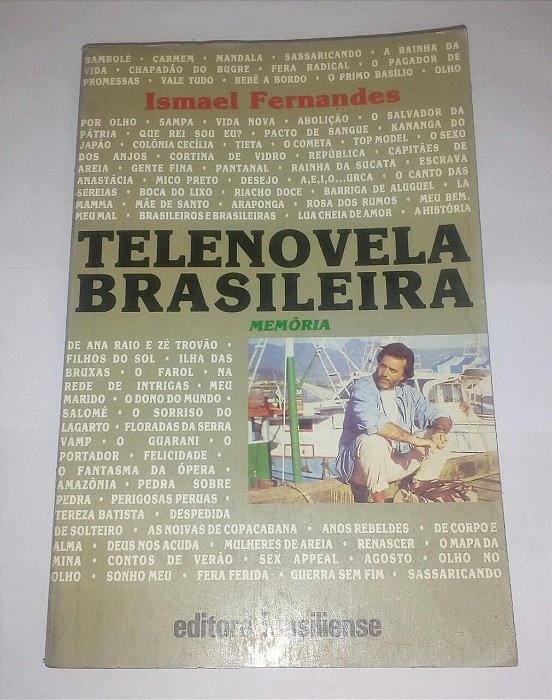 BAMBOLÊ · CARMEM · MANDALA · SASSARICANDO · A RAINHA DA
VIDA · CHAPADÃO DO BUGRE · FERA RADICAL · O PAGADOR DE
PROMESSAS · VALE TUDO · BEBÊ A BORDO · O PRIMO BASÍLIO · OLHO
Ismael Fernandes
POR OLHO · SAMPA · VIDA NOVA · ABOLIÇÃO · O SALVADOR DA
PÁTRIA · QUE REI SOU EU? · PACTO DE SANGUE · KANANGA DO
JAPÃO · COLÔNIA CECÍLIA · TIETA · O COMETA · TOP MODEL · O SEXO
DOS ANJOS · CORTINA DE VIDRO · REPÚBLICA · CAPITÃES DE
AREIA · GENTE FINA · PANTANAL · RAINHA DA SUCATA · ESCRAVA
ANASTÁCIA · MICO PRETO · DESEJO · A,E,I,O...URCA · O CANTO DAS
SEREIAS · BOCA DO LIXO · RIACHO DOCE · BARRIGA DE ALUGUEL · LA
MAMMA · MÃE DE SANTO · ARAPONGA · ROSA DOS RUMOS · MEU BEM,
MEU MAL · BRASILEIROS E BRASILEIRAS · LUA CHEIA DE AMOR · A HISTÓRIA
TELENOVELA
BRASILEIRA
MEMÓRIA
DE ANA RAIO E ZÉ TROVÃO ·
FILHOS DO SOL · ILHA DAS
BRUXAS · O FAROL · NA
REDE DE INTRIGAS · MEU
MARIDO · O DONO DO MUNDO ·
SALOMÉ · O SORRISO DO
LAGARTO · FLORADAS DA SERRA
VAMP · O GUARANI · O
PORTADOR · FELICIDADE ·
O FANTASMA DA ÓPERA ·
AMAZÔNIA · PEDRA SOBRE
PEDRA · PERIGOSAS PERUAS ·
TEREZA BATISTA · DESPEDIDA
DE SOLTEIRO · AS NOIVAS DE COPACABANA · ANOS REBELDES · DE CORPO E
ALMA · DEUS NOS ACUDA · MULHERES DE AREIA · RENASCER · O MAPA DA
MINA · CONTOS DE VERÃO · SEX APPEAL · AGOSTO · OLHO NO
OLHO · SONHO MEU · FERA FERIDA · GUERRA SEM FIM · SASSARICANDO
editora brasiliense